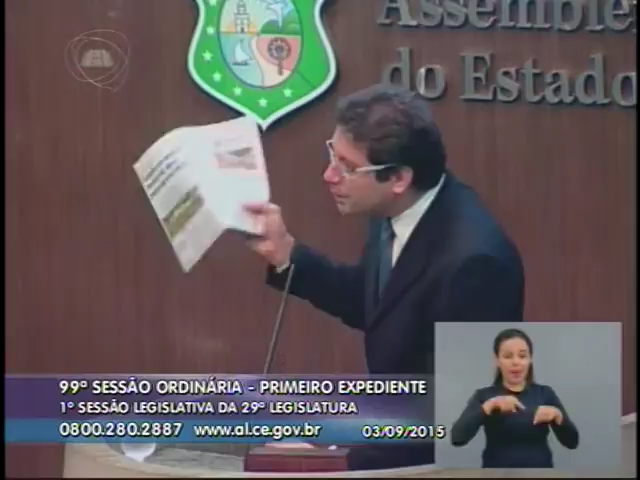 Assemble
do Estado
99ª SESSÃO ORDINÁRIA - PRIMEIRO EXPEDIENTE
1ª SESSÃO LEGISLATIVA DA 29ª LEGISLATURA
0800.280.2887 www.al.ce.gov.br 03/09/2015